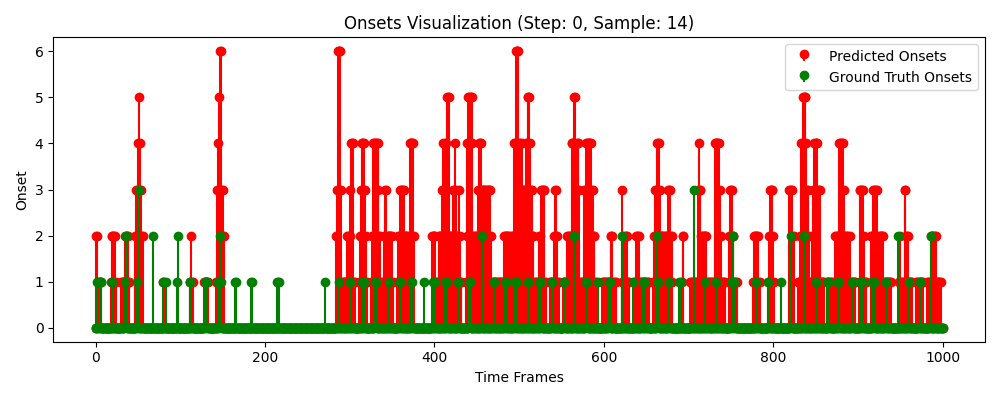 Onsets Visualization (Step: 0, Sample: 14)
Predicted Onsets
Ground Truth Onsets
Onset
6
5
4
3
2
1
0
0 200 400 600 800 1000
Time Frames